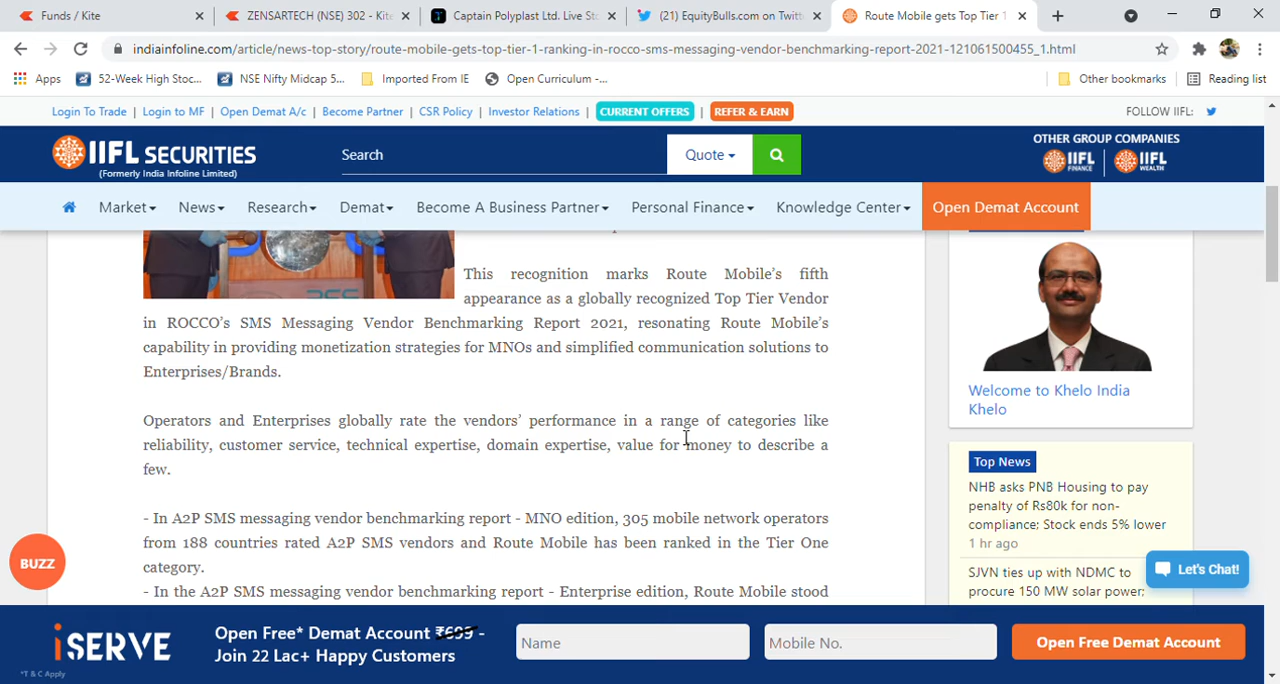 Funds / Kite
ZENSARTECH (NSE) 302 - Kite
Captain Polyplast Ltd. Live Sto
(21) EquityBulls.com on Twitt
Route Mobile gets Top Tier 1
indiainfoline.com/article/news-top-story/route-mobile-gets-top-tier-1-ranking-in-rocco-sms-messaging-vendor-benchmarking-report-2021-121061500455_1.html
Apps
52-Week High Stoc...
NSE Nifty Midcap 5...
Imported From IE
Open Curriculum -...
Other bookmarks
Reading list
Login To Trade | Login to MF | Open Demat A/c | Become Partner | CSR Policy | Investor Relations | CURRENT OFFERS | REFER & EARN
FOLLOW IIFL:
IIFL SECURITIES
(Formerly India Infoline Limited)
Search
Quote
OTHER GROUP COMPANIES
IIFL FINANCE
IIFL WEALTH
Market
News
Research
Demat
Become A Business Partner
Personal Finance
Knowledge Center
Open Demat Account
This recognition marks Route Mobile's fifth
appearance as a globally recognized Top Tier Vendor
in ROCCO's SMS Messaging Vendor Benchmarking Report 2021, resonating Route Mobile's
capability in providing monetization strategies for MNOs and simplified communication solutions to
Enterprises/Brands.
Operators and Enterprises globally rate the vendors' performance in a range of categories like
reliability, customer service, technical expertise, domain expertise, value for money to describe a
few.
- In A2P SMS messaging vendor benchmarking report - MNO edition, 305 mobile network operators
from 188 countries rated A2P SMS vendors and Route Mobile has been ranked in the Tier One
category.
- In the A2P SMS messaging vendor benchmarking report - Enterprise edition, Route Mobile stood
Welcome to Khelo India
Khelo
Top News
NHB asks PNB Housing to pay
penalty of Rs80k for non-
compliance; Stock ends 5% lower
1 hr ago
SJVN ties up with NDMC to
procure 150 MW solar power;
BUZZ
Let's Chat!
iSERVE
*T & C Apply
Open Free* Demat Account ₹699 -
Join 22 Lac+ Happy Customers
Name
Mobile No.
Open Free Demat Account